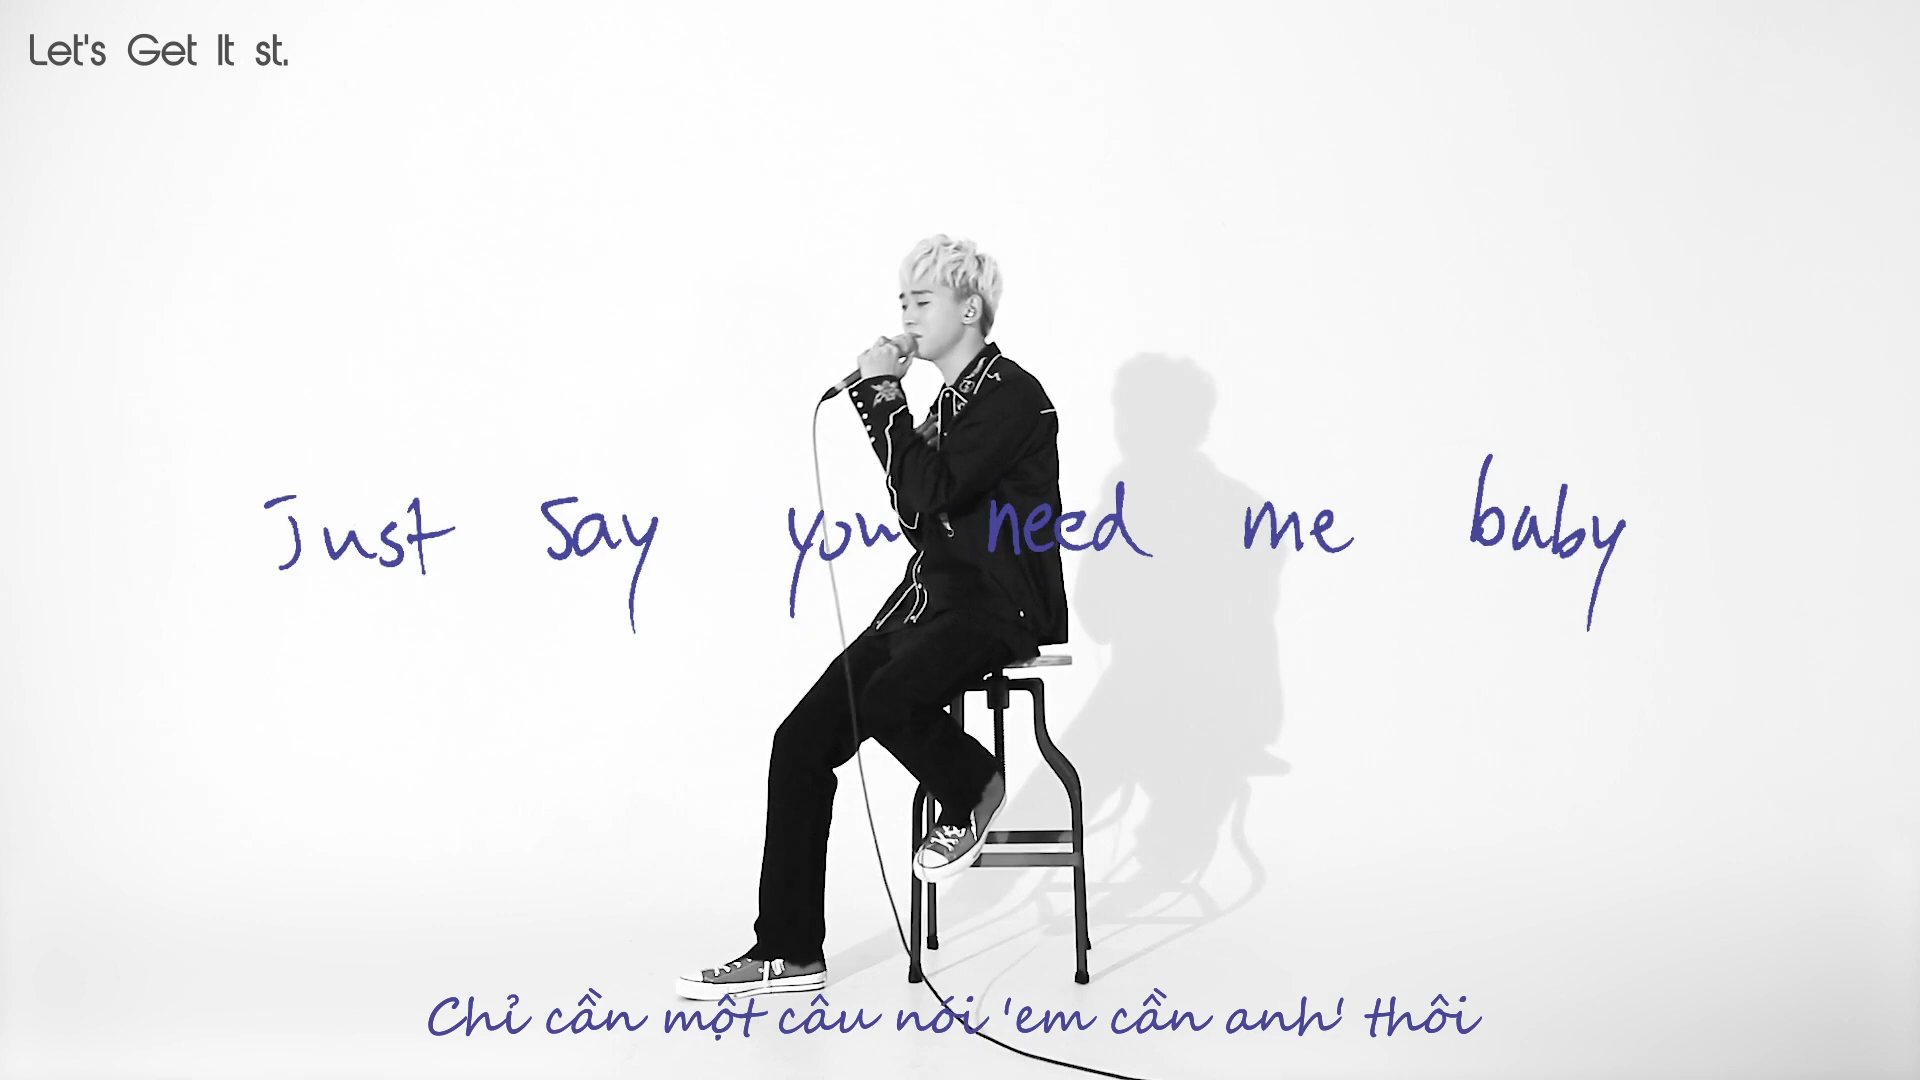 Let's Get It st.
Just say you need me baby
Chỉ cần một câu nói 'em cần anh' thôi